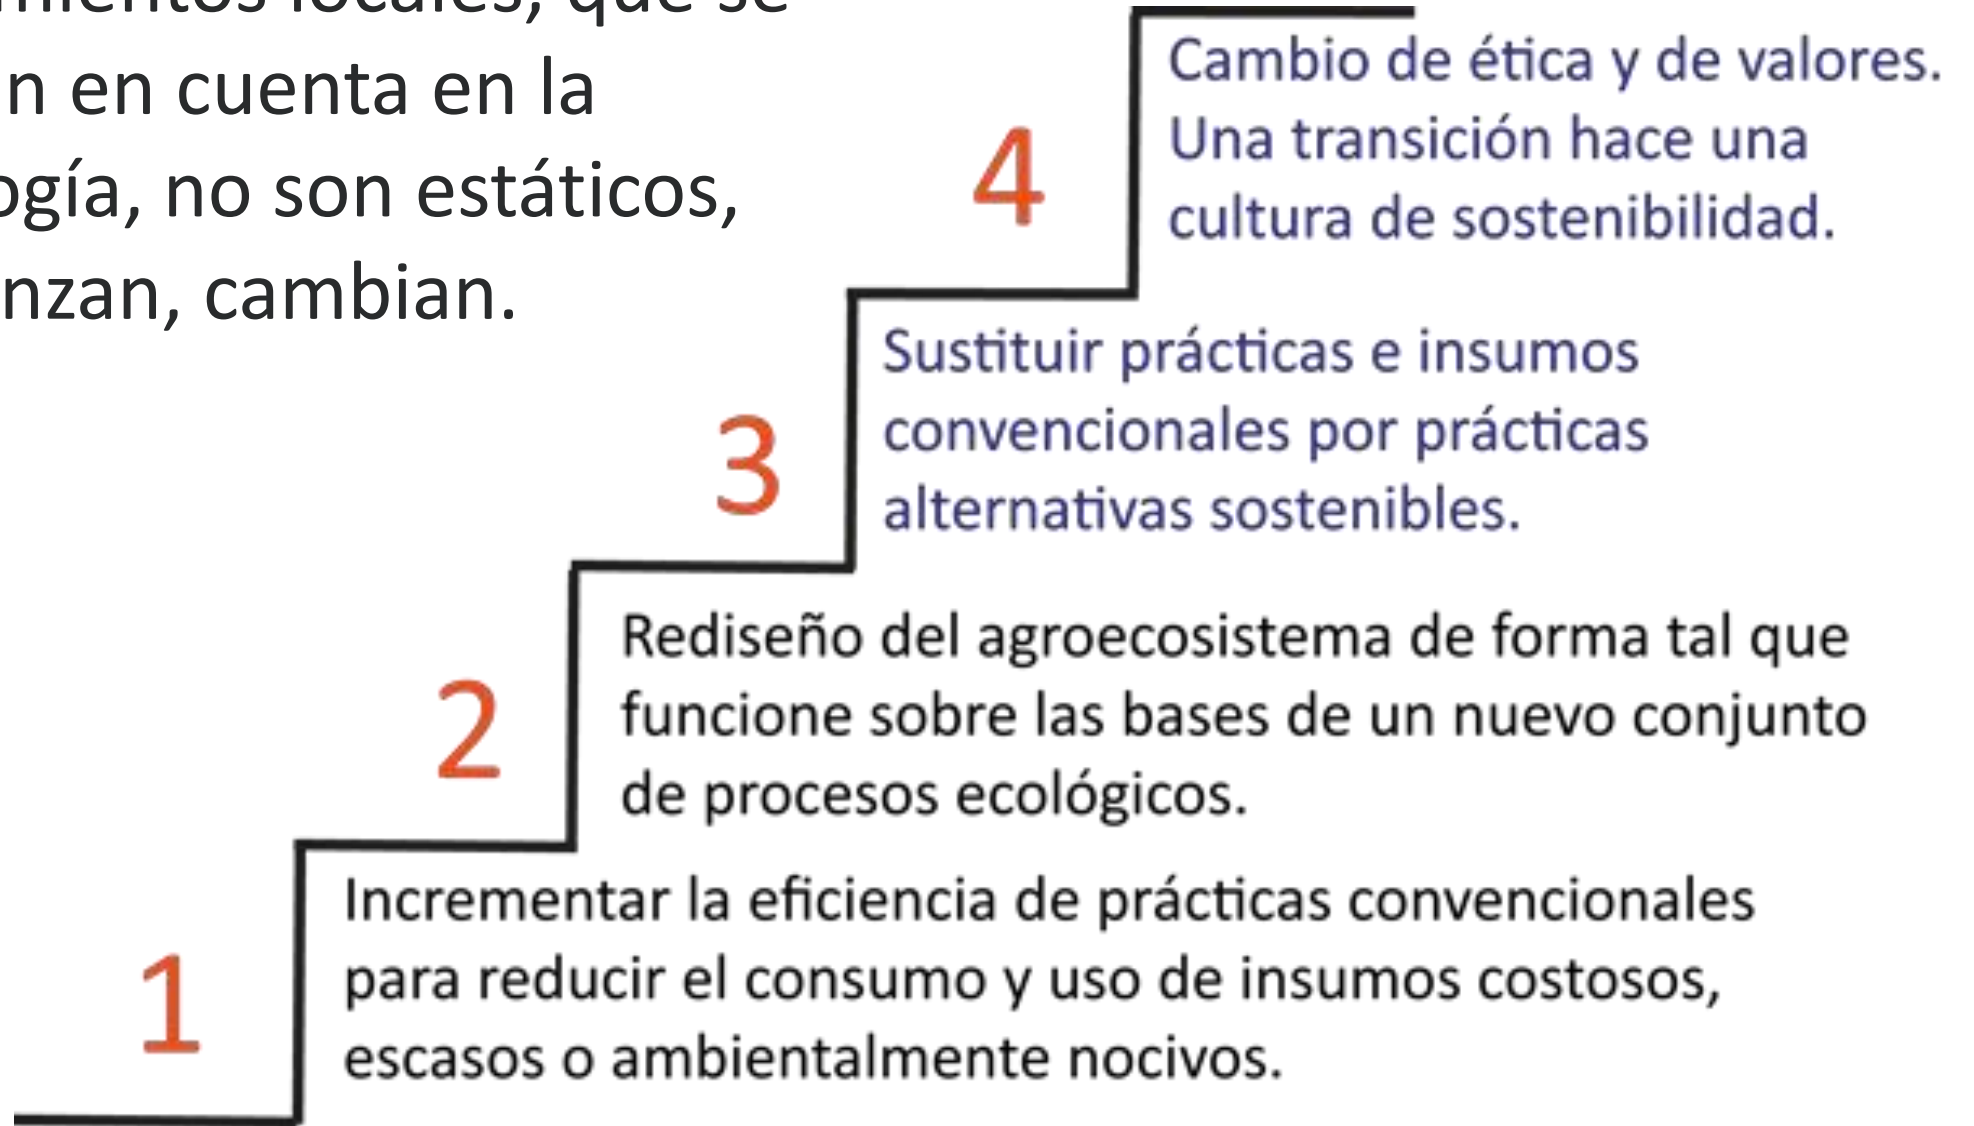 que se
n en cuenta en la
no son estáticos,
cambian.
4
Cambio de ética y de valores.
Una transición hace una
cultura de sostenibilidad.
3
Sustituir prácticas e insumos
convencionales por prácticas
alternativas sostenibles.
2
Rediseño del agroecosistema de forma tal que
funcione sobre las bases de un nuevo conjunto
de procesos ecológicos.
1
Incrementar la eficiencia de prácticas convencionales
para reducir el consumo y uso de insumos costosos,
escasos o ambientalmente nocivos.